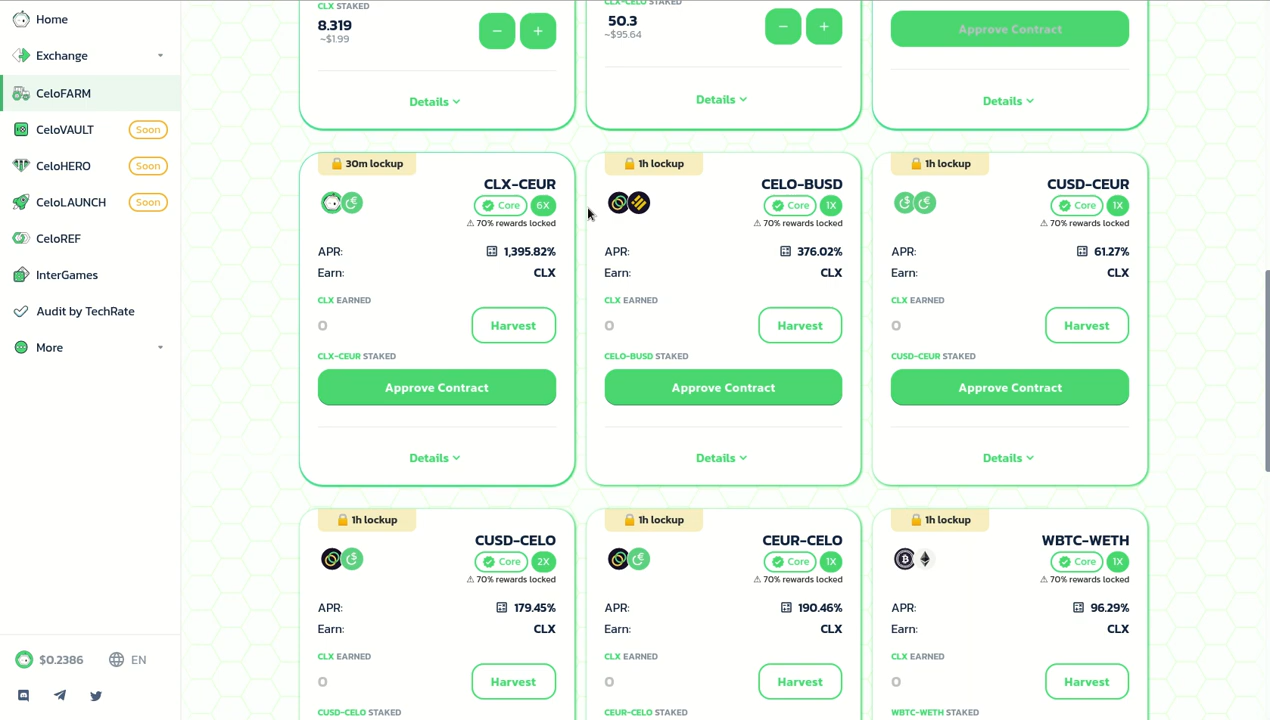 Home
Exchange
CeloFARM
CeloVAULT Soon
CeloHERO Soon
CeloLAUNCH Soon
CeloREF
InterGames
Audit by TechRate
More
$0.2386 EN
CLX STAKED
8.319
~$1.99
Details
CLX-CELO STAKED
50.3
~$95.64
Details
Approve Contract
Details
30m lockup
CLX-CEUR
Core 6X
⚠ 70% rewards locked
APR: 1,395.82%
Earn: CLX
CLX EARNED
0 Harvest
CLX-CEUR STAKED
Approve Contract
Details
1h lockup
CELO-BUSD
Core 1X
⚠ 70% rewards locked
APR: 376.02%
Earn: CLX
CLX EARNED
0 Harvest
CELO-BUSD STAKED
Approve Contract
Details
1h lockup
CUSD-CEUR
Core 1X
⚠ 70% rewards locked
APR: 61.27%
Earn: CLX
CLX EARNED
0 Harvest
CUSD-CEUR STAKED
Approve Contract
Details
1h lockup
CUSD-CELO
Core 2X
⚠ 70% rewards locked
APR: 179.45%
Earn: CLX
CLX EARNED
0 Harvest
CUSD-CELO STAKED
1h lockup
CEUR-CELO
Core 1X
⚠ 70% rewards locked
APR: 190.46%
Earn: CLX
CLX EARNED
0 Harvest
CEUR-CELO STAKED
1h lockup
WBTC-WETH
Core 1X
⚠ 70% rewards locked
APR: 96.29%
Earn: CLX
CLX EARNED
0 Harvest
WBTC-WETH STAKED